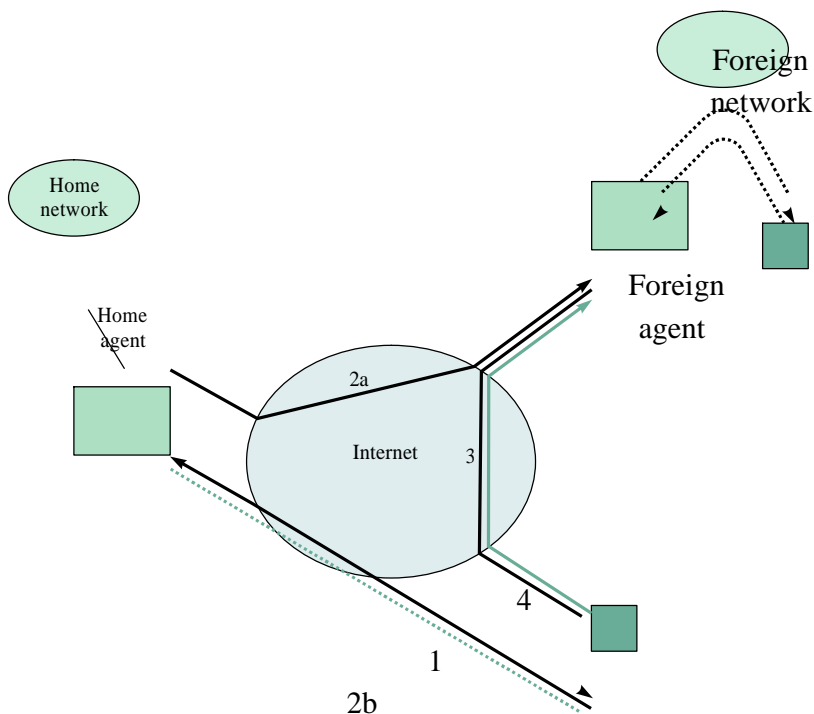 Foreign
network
Home
network
Foreign
agent
Home
agent
2a
Internet
3
4
1
2b